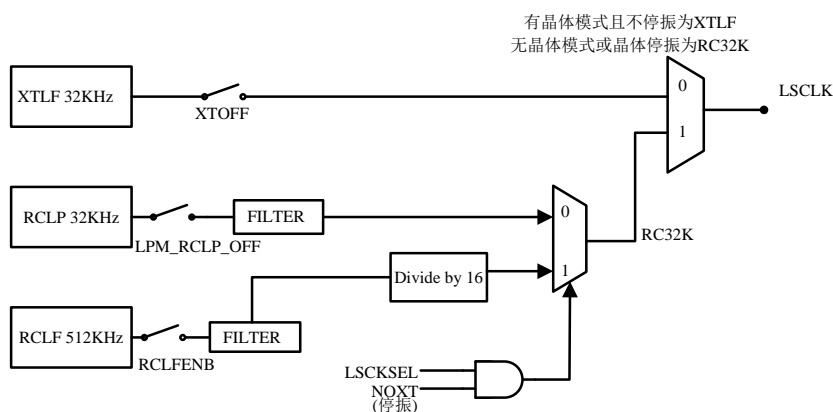 有晶体模式且不停振为XTLF
无晶体模式或晶体停振为RC32K
XTLF 32KHz
XTOFF
0
1
LSCLK
RCLP 32KHz
LPM_RCLP_OFF
FILTER
0
1
RC32K
Divide by 16
RCLF 512KHz
RCLFENB
FILTER
LSCKSEL
NOXT
(停振)